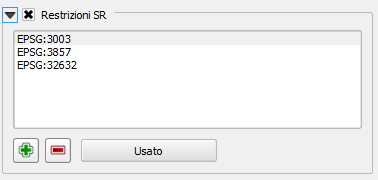 Restrizioni SR
EPSG:3003
EPSG:3857
EPSG:32632
Usato